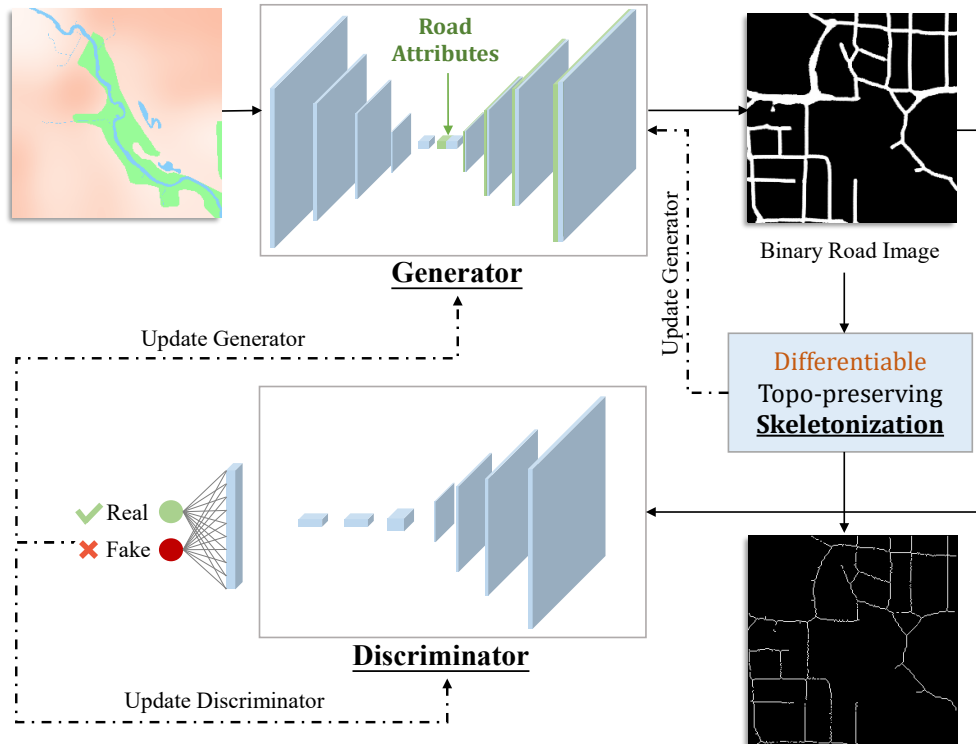 Road
Attributes
Generator
Binary Road Image
Update Generator
Update Generator
Differentiable
Topo-preserving
Skeletonization
Real
Fake
Discriminator
Update Discriminator